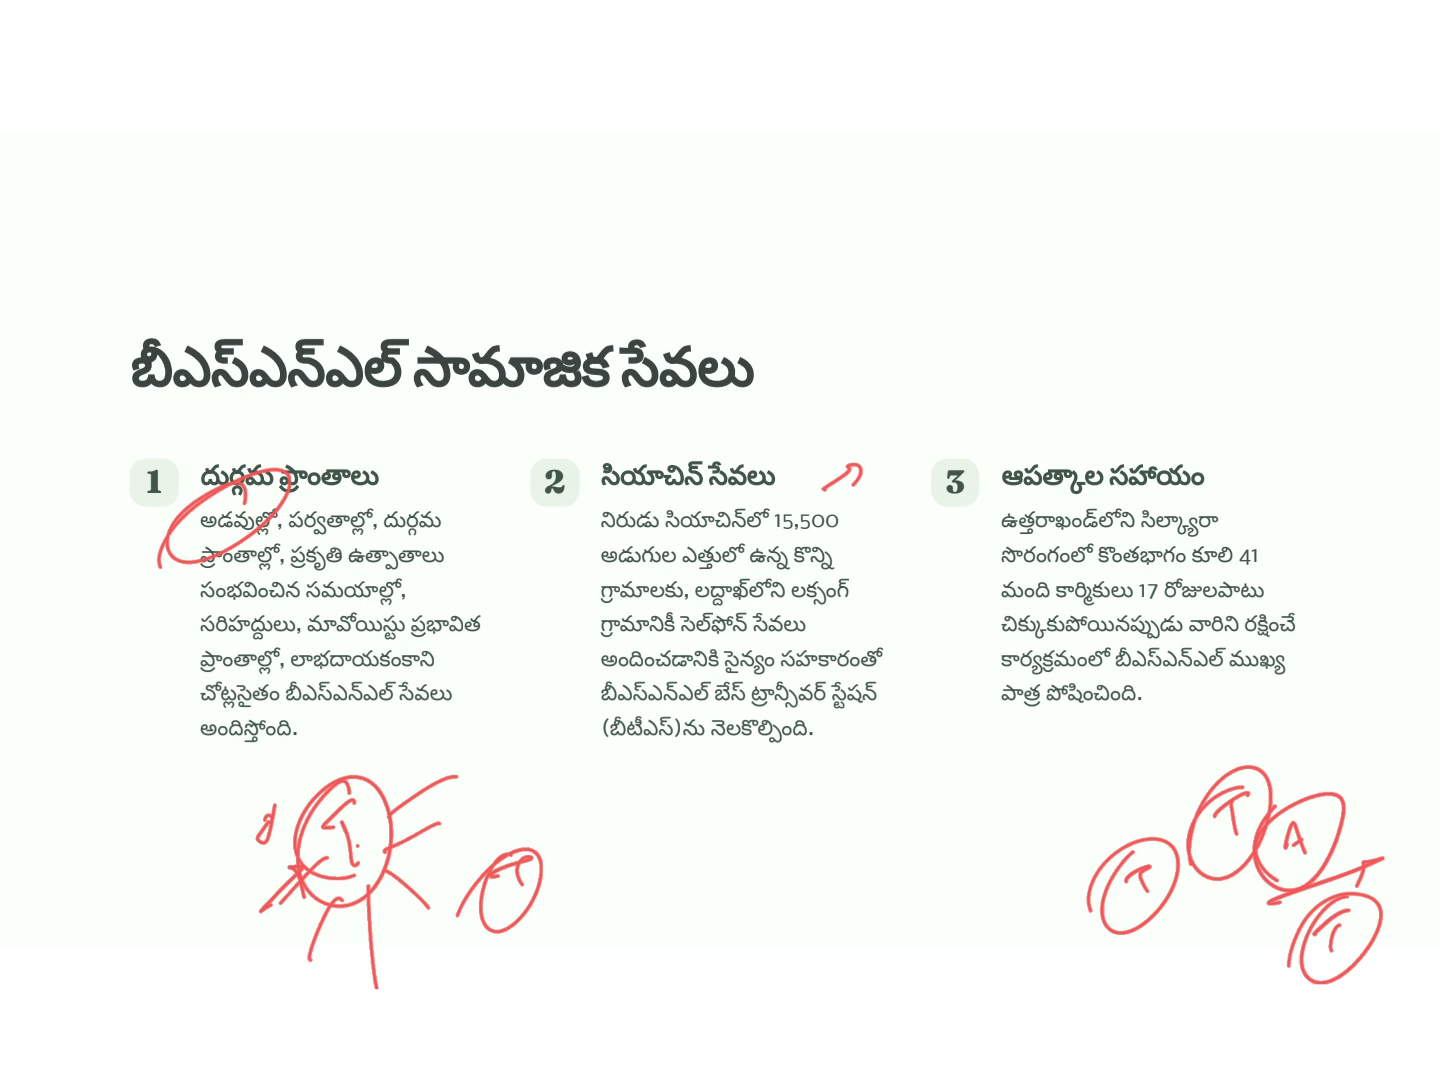 బీఎస్ఎన్ఎల్ సామాజిక సేవలు
1
దుర్గమ ప్రాంతాలు
అడవుల్లో, పర్వతాల్లో, దుర్గమ
ప్రాంతాల్లో, ప్రకృతి ఉత్పాతాలు
సంభవించిన సమయాల్లో,
సరిహద్దులు, మావోయిస్టు ప్రభావిత
ప్రాంతాల్లో, లాభదాయకంకాని
చోట్లసైతం బీఎస్ఎన్ఎల్ సేవలు
అందిస్తోంది.
2
సియాచిన్ సేవలు
నిరుడు సియాచిన్‌లో 15,500
అడుగుల ఎత్తులో ఉన్న కొన్ని
గ్రామాలకు, లద్దాఖ్‌లోని లక్సంగ్
గ్రామానికీ సెల్‌ఫోన్ సేవలు
అందించడానికి సైన్యం సహకారంతో
బీఎస్ఎన్ఎల్ బేస్ ట్రాన్సీవర్ స్టేషన్
(బీటీఎస్)ను నెలకొల్పింది.
3
ఆపత్కాల సహాయం
ఉత్తరాఖండ్‌లోని సిల్క్యారా
సొరంగంలో కొంతభాగం కూలి 41
మంది కార్మికులు 17 రోజులపాటు
చిక్కుకుపోయినప్పుడు వారిని రక్షించే
కార్యక్రమంలో బీఎస్ఎన్ఎల్ ముఖ్య
పాత్ర పోషించింది.
T
T
A
T
T